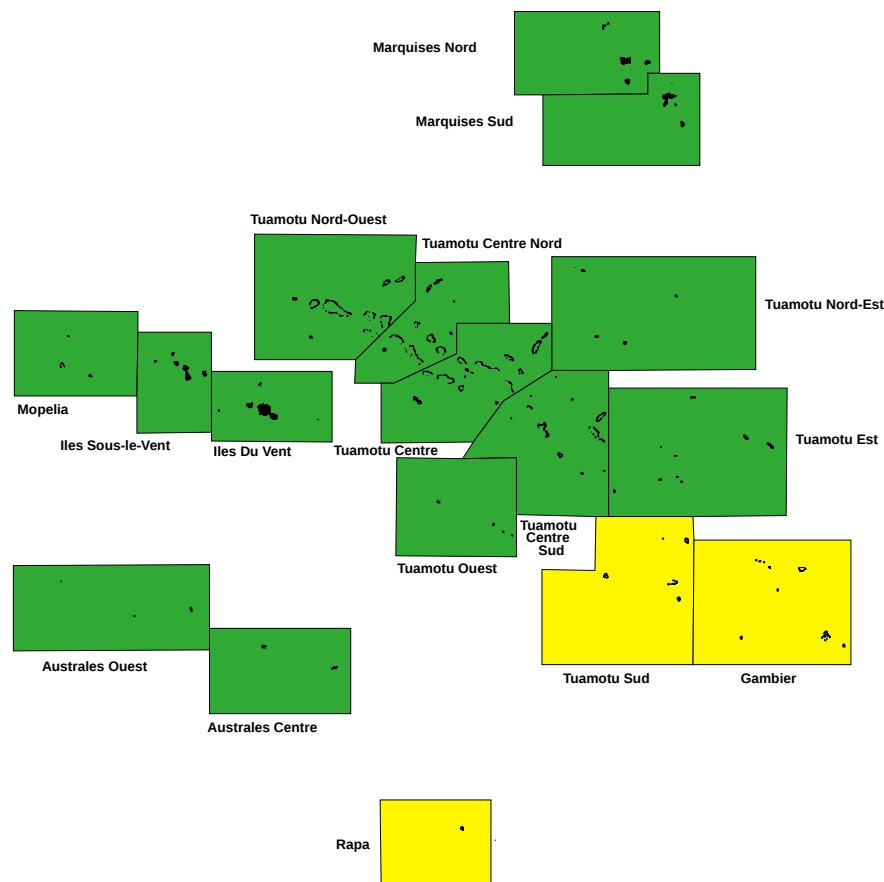 Marquises Nord
Marquises Sud
Tuamotu Nord-Ouest
Tuamotu Centre Nord
Tuamotu Nord-Est
Mopelia
Iles Sous-le-Vent
Iles Du Vent
Tuamotu Centre
Tuamotu Est
Tuamotu
Centre
Sud
Tuamotu Ouest
Australes Ouest
Tuamotu Sud
Gambier
Australes Centre
Rapa